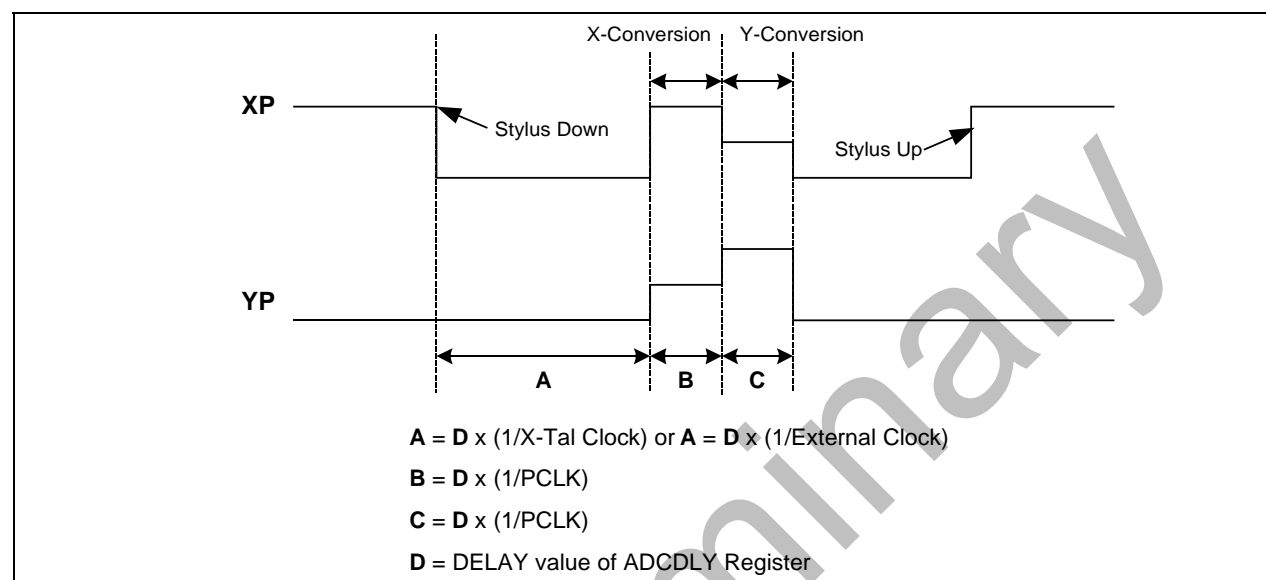 X-Conversion Y-Conversion
XP
Stylus Down
Stylus Up
YP
A B C
A = D x (1/X-Tal Clock) or A = D x (1/External Clock)
B = D x (1/PCLK)
C = D x (1/PCLK)
D = DELAY value of ADCDLY Register
minary